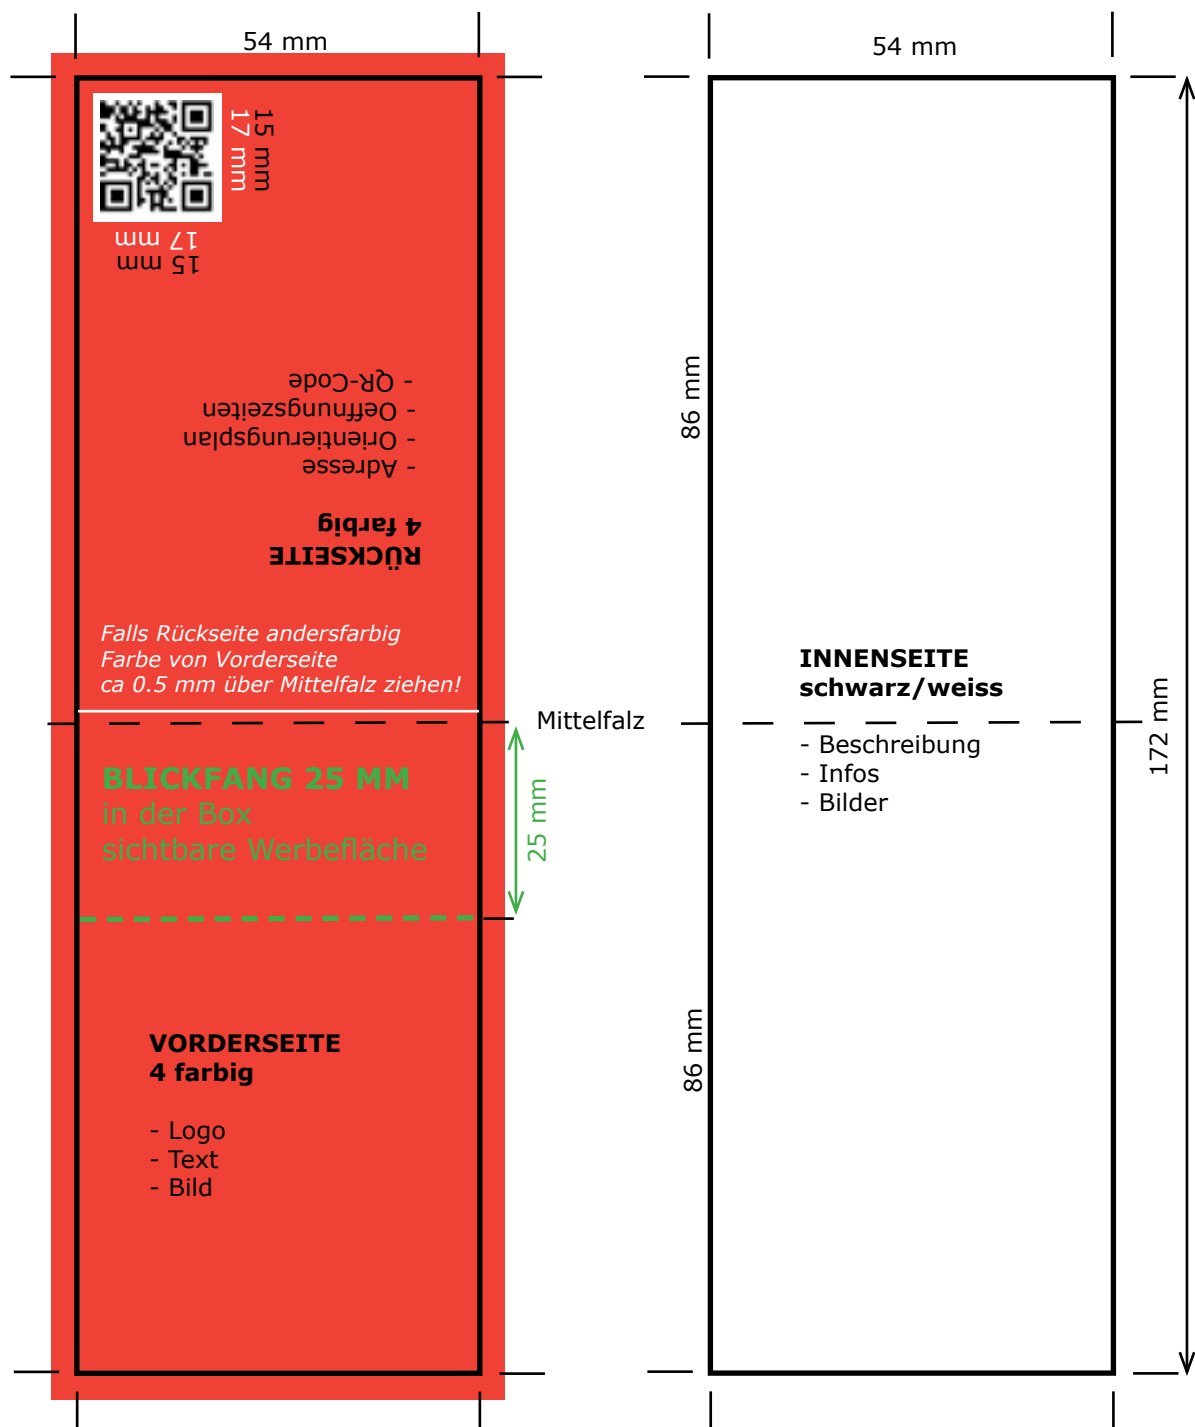 54 mm
15 mm
17 mm
17 mm
15 mm
RÜCKSEITE
4 farbig
- Adresse
- Orientierungsplan
- Oeffnungszeiten
- QR-Code
Falls Rückseite andersfarbig
Farbe von Vorderseite
ca 0.5 mm über Mittelfalz ziehen!
Mittelfalz
BLICKFANG 25 MM
in der Box
sichtbare Werbefläche
25 mm
VORDERSEITE
4 farbig
- Logo
- Text
- Bild
54 mm
86 mm
INNENSEITE
schwarz/weiss
- Beschreibung
- Infos
- Bilder
172 mm
86 mm